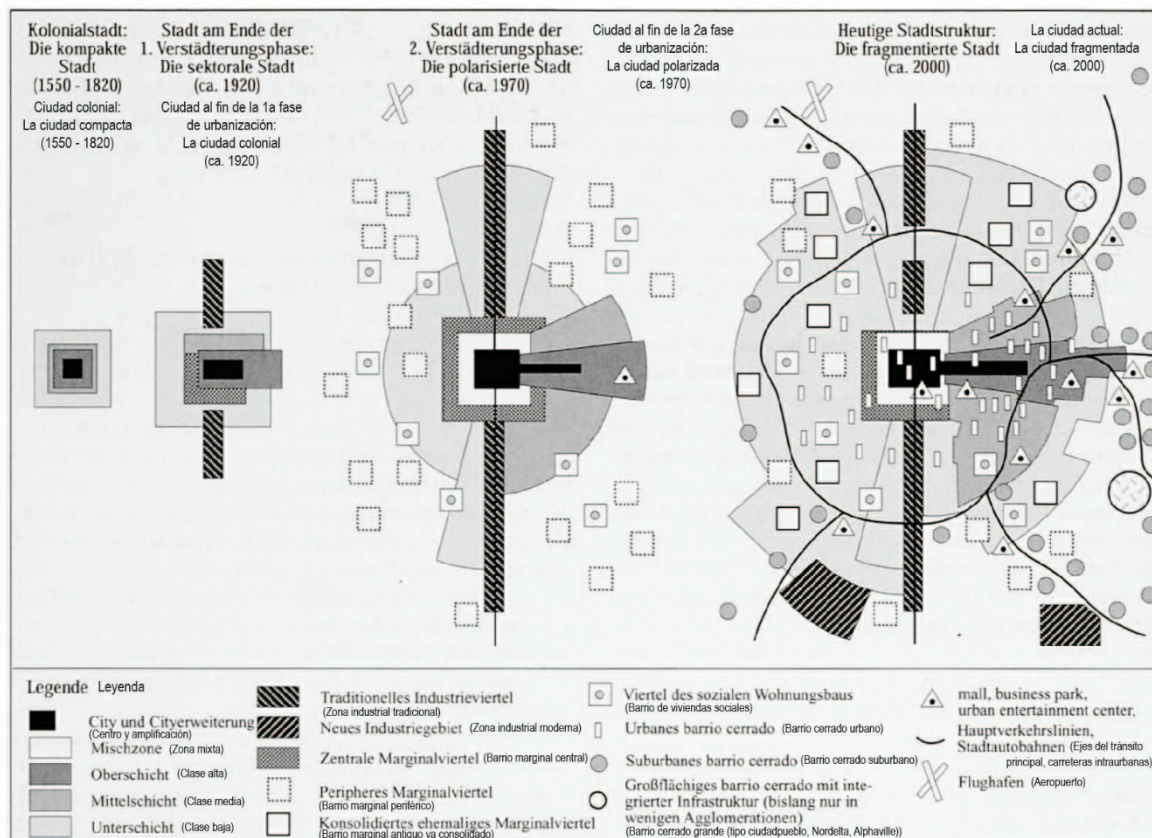 Kolonialstadt:
Die kompakte
Stadt
(1550 - 1820)
Ciudad colonial:
La ciudad compacta
(1550 - 1820)
Stadt am Ende der
1. Verstädterungsphase:
Die sektorale Stadt
(ca. 1920)
Ciudad al fin de la 1a fase
de urbanización:
La ciudad colonial
(ca. 1920)
Stadt am Ende der
2. Verstädterungsphase:
Die polarisierte Stadt
(ca. 1970)
Ciudad al fin de la 2a fase
de urbanización:
La ciudad polarizada
(ca. 1970)
Heutige Stadtstruktur:
Die fragmentierte Stadt
(ca. 2000)
La ciudad actual:
La ciudad fragmentada
(ca. 2000)
Legende Leyenda
City und Cityerweiterung
(Centro y amplificación)
Mischzone (Zona mixta)
Oberschicht (Clase alta)
Mittelschicht (Clase media)
Unterschicht (Clase baja)
Traditionelles Industrieviertel
(Zona industrial tradicional)
Neues Industriegebiet (Zona industrial moderna)
Zentrale Marginalviertel (Barrio marginal central)
Peripheres Marginalviertel
(Barrio marginal periférico)
Konsolidiertes ehemaliges Marginalviertel
(Barrio marginal antiguo ya consolidado)
Viertel des sozialen Wohnungsbaus
(Barrio de viviendas sociales)
Urbanes barrio cerrado (Barrio cerrado urbano)
Suburbanes barrio cerrado (Barrio cerrado suburbano)
Großflächiges barrio cerrado mit inte-
grierter Infrastruktur (bislang nur in
wenigen Agglomerationen)
(Barrio cerrado grande (tipo ciudadpueblo, Nordelta, Alphaville))
mall, business park,
urban entertainment center,
Hauptverkehrslinien,
Stadtautobahnen (Ejes del tránsito
principal, carreteras intraurbanas)
Flughafen (Aeropuerto)